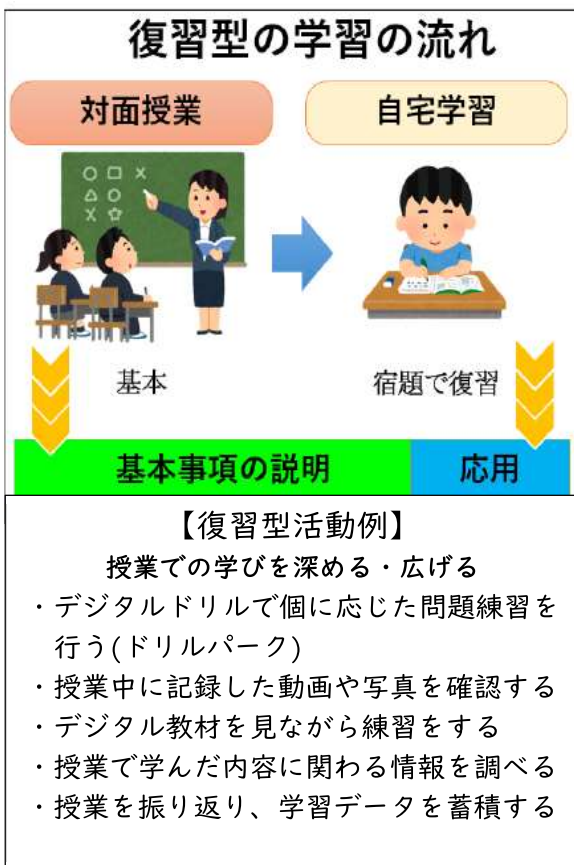 復習型の学習の流れ
対面授業
自宅学習
○ □ ×
△ ○
× ☆
基本
宿題で復習
基本事項の説明
応用
【復習型活動例】
授業での学びを深める・広げる
・デジタルドリルで個に応じた問題練習を
行う(ドリルパーク)
・授業中に記録した動画や写真を確認する
・デジタル教材を見ながら練習をする
・授業で学んだ内容に関わる情報を調べる
・授業を振り返り、学習データを蓄積する